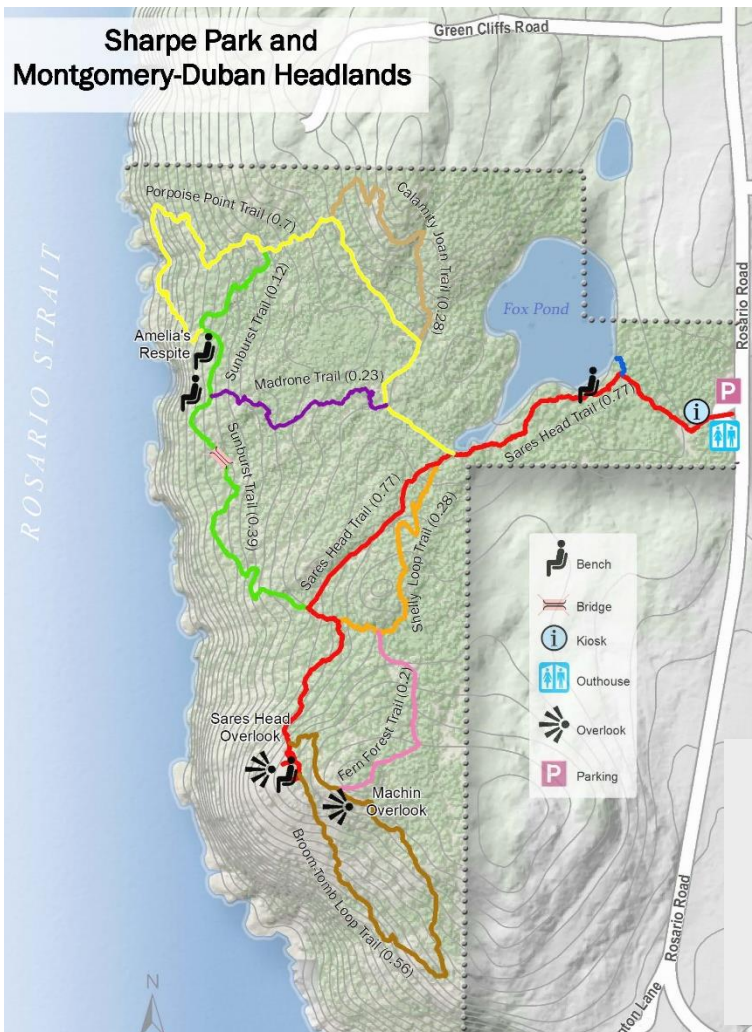 Sharpe Park and
Montgomery-Duban Headlands
Green Cliffs Road
Porpoise Point Trail (0.7)
Calamity Joan Trail (0.28)
ROSARIO STRAIT
Sunburst Trail (0.12)
Fox Pond
Rosario Road
Amelia's
Respite
Madrone Trail (0.23)
Sares Head Trail (0.77)
i
P
Sunburst Trail (0.39)
Sares Head Trail (0.77)
Shelly Loop Trail (0.28)
Bench
Bridge
i
Kiosk
Outhouse
Overlook
P
Parking
Sares Head
Overlook
Fern Forest Trail (0.2)
Machin
Overlook
Broom-Tomb Loop Trail (0.56)
Rosario Road
N
Lane